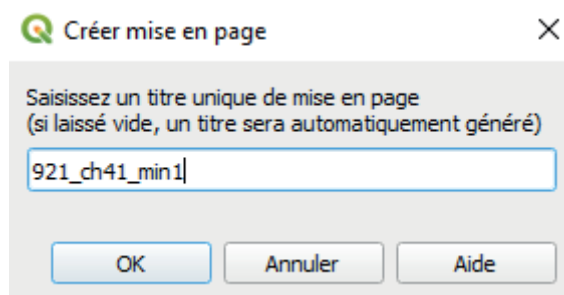 Créer mise en page
Saisissez un titre unique de mise en page
(si laissé vide, un titre sera automatiquement généré)
921_ch41_min1
OK Annuler Aide